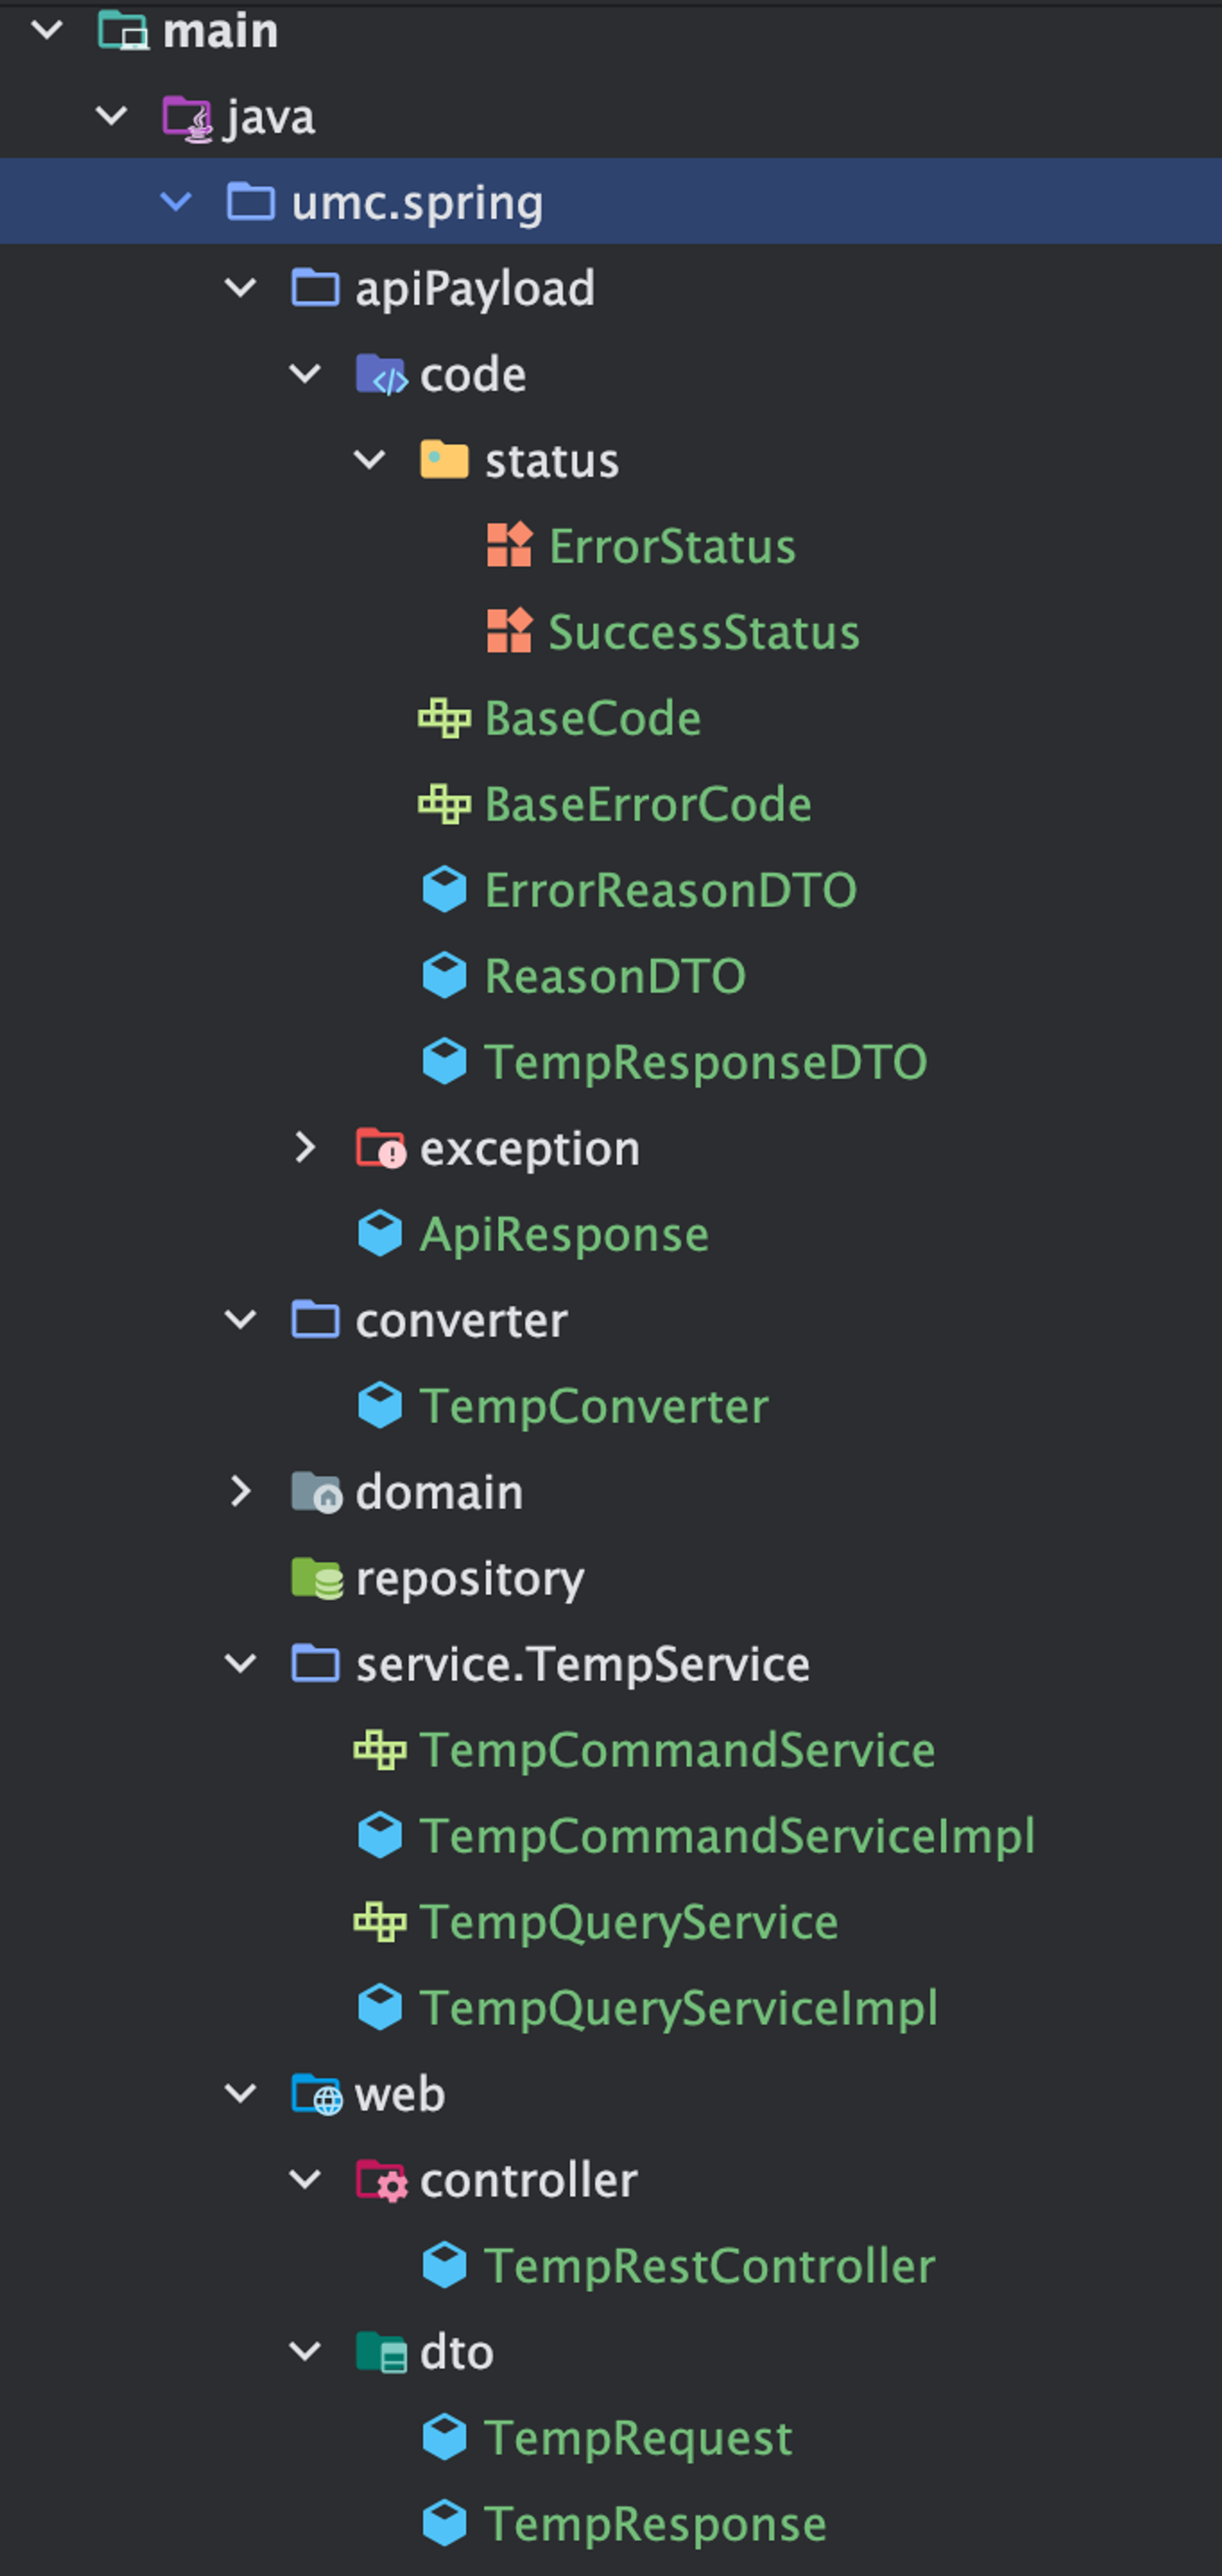 main
java
umc.spring
apiPayload
code
status
ErrorStatus
SuccessStatus
BaseCode
BaseErrorCode
ErrorReasonDTO
ReasonDTO
TempResponseDTO
exception
ApiResponse
converter
TempConverter
domain
repository
service.TempService
TempCommandService
TempCommandServiceImpl
TempQueryService
TempQueryServiceImpl
web
controller
TempRestController
dto
TempRequest
TempResponse